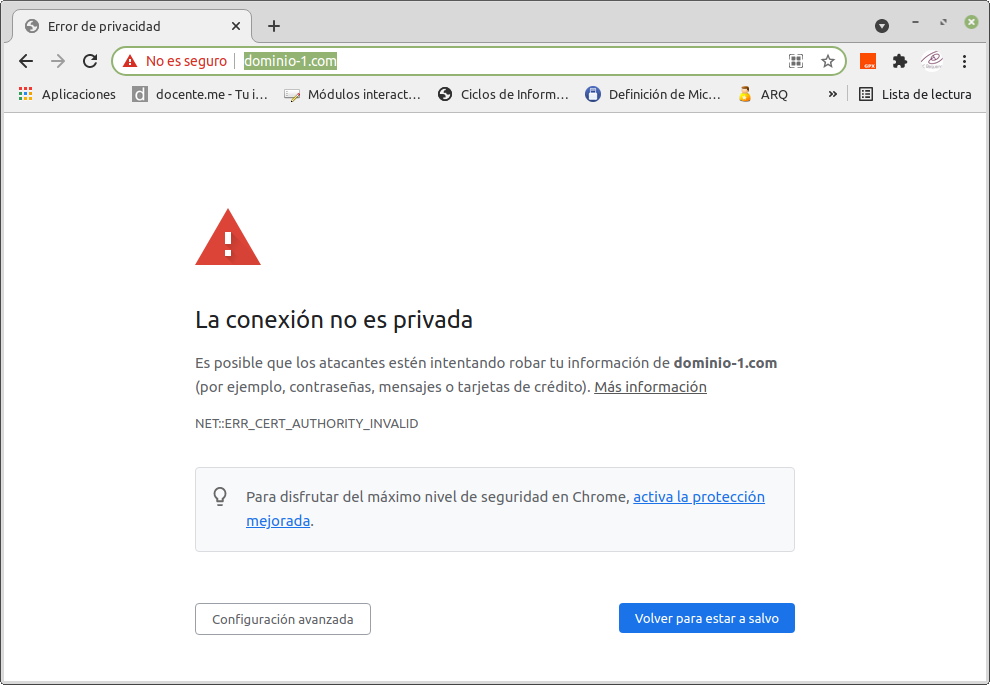 Error de privacidad
No es seguro dominio-1.com
Aplicaciones docente.me - Tu i... Módulos interact... Ciclos de Inform... Definición de Mic... ARQ » Lista de lectura
La conexión no es privada
Es posible que los atacantes estén intentando robar tu información de dominio-1.com
(por ejemplo, contraseñas, mensajes o tarjetas de crédito). Más información
NET::ERR_CERT_AUTHORITY_INVALID
Para disfrutar del máximo nivel de seguridad en Chrome, activa la protección
mejorada.
Configuración avanzada Volver para estar a salvo